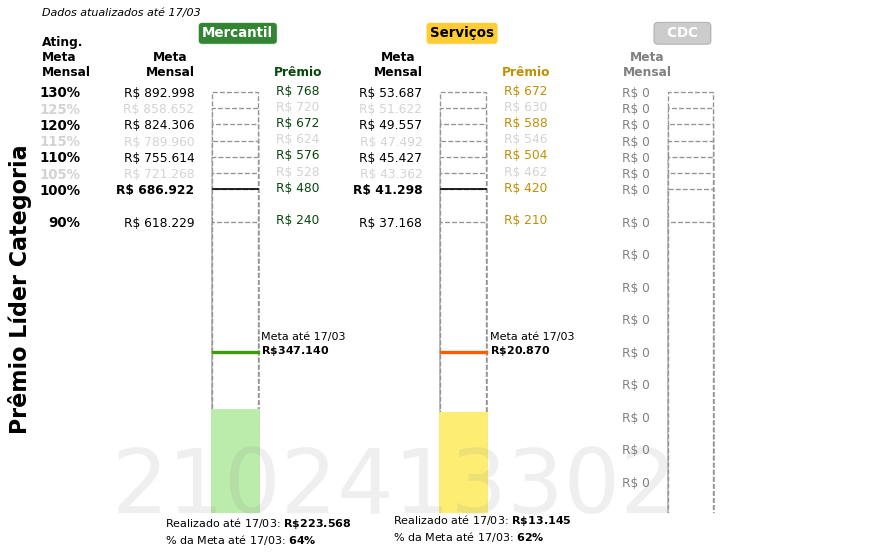 Dados atualizados até 17/03
Mercantil Serviços CDC
Ating.
Meta Meta Meta Meta
Mensal Mensal Prêmio Mensal Prêmio Mensal
130% R$ 892.998 R$ 768 R$ 53.687 R$ 672 R$ 0
125% R$ 858.652 R$ 720 R$ 51.622 R$ 630 R$ 0
120% R$ 824.306 R$ 672 R$ 49.557 R$ 588 R$ 0
115% R$ 789.960 R$ 624 R$ 47.492 R$ 546 R$ 0
110% R$ 755.614 R$ 576 R$ 45.427 R$ 504 R$ 0
105% R$ 721.268 R$ 528 R$ 43.362 R$ 462 R$ 0
100% R$ 686.922 R$ 480 R$ 41.298 R$ 420 R$ 0
90% R$ 618.229 R$ 240 R$ 37.168 R$ 210 R$ 0
R$ 0
R$ 0
R$ 0
Meta até 17/03 Meta até 17/03
R$347.140 R$20.870 R$ 0
R$ 0
R$ 0
R$ 0
R$ 0
Prêmio Líder Categoria
2102413302
Realizado até 17/03: R$223.568 Realizado até 17/03: R$13.145
% da Meta até 17/03: 64% % da Meta até 17/03: 62%